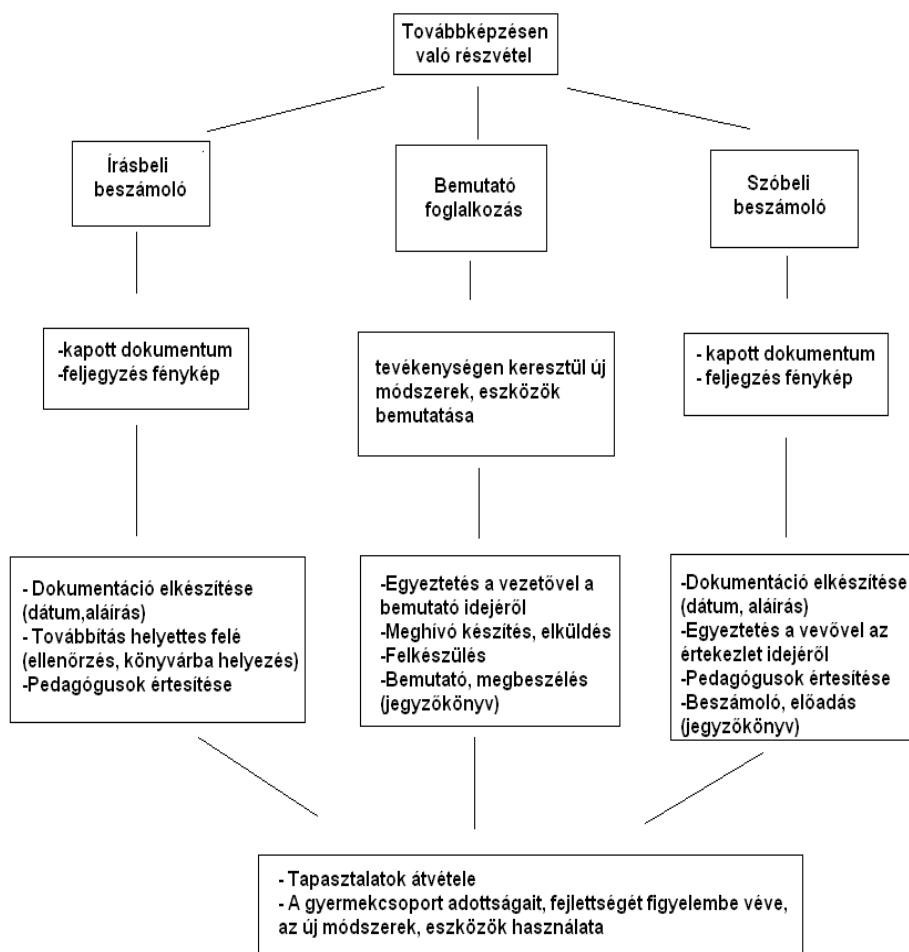 Továbbképzésen
való részvétel
Írásbeli
beszámoló
Bemutató
foglalkozás
Szóbeli
beszámoló
-kapott dokumentum
-feljegyzés fénykép
tevékenységen keresztül új
módszerek, eszközök
bemutatása
- kapott dokumentum
- feljegzés fénykép
- Dokumentáció elkészítése
(dátum,aláírás)
- Továbbítás helyettes felé
(ellenőrzés, könyvárba helyezés)
-Pedagógusok értesítése
-Egyeztetés a vezetővel a
bemutató idejéről
-Meghívó készítés, elküldés
-Felkészülés
-Bemutató, megbeszélés
(jegyzőkönyv)
-Dokumentáció elkészítése
(dátum, aláírás)
-Egyeztetés a vevővel az
értekezlet idejéről
-Pedagógusok értesítése
-Beszámoló, előadás
(jegyzőkönyv)
- Tapasztalatok átvétele
- A gyermekcsoport adottságait, fejlettségét figyelembe véve,
az új módszerek, eszközök használata